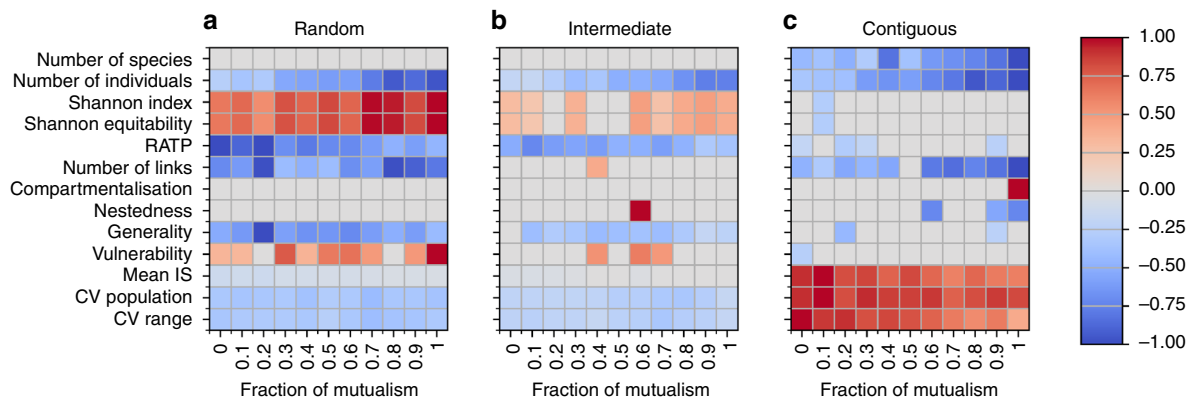 a Random
b Intermediate
c Contiguous
Number of species
Number of individuals
Shannon index
Shannon equitability
RATP
Number of links
Compartmentalisation
Nestedness
Generality
Vulnerability
Mean IS
CV population
CV range
0 0.1 0.2 0.3 0.4 0.5 0.6 0.7 0.8 0.9 1
Fraction of mutualism
0 0.1 0.2 0.3 0.4 0.5 0.6 0.7 0.8 0.9 1
Fraction of mutualism
0 0.1 0.2 0.3 0.4 0.5 0.6 0.7 0.8 0.9 1
Fraction of mutualism
1.00
0.75
0.50
0.25
0.00
−0.25
−0.50
−0.75
−1.00